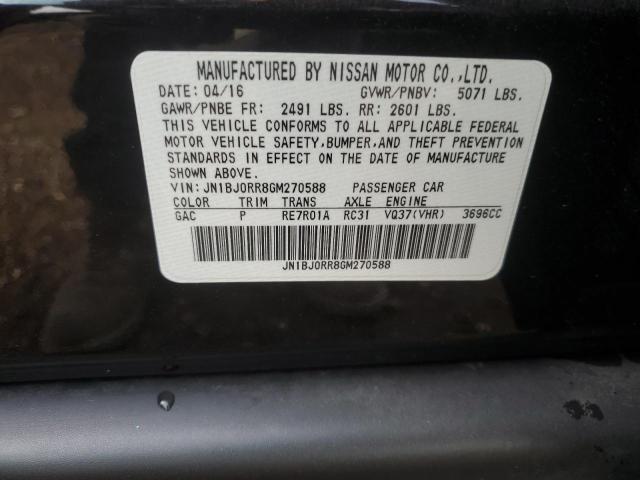 MANUFACTURED BY NISSAN MOTOR CO.,LTD.
DATE: 04/16 GVWR/PNBV: 5071 LBS.
GAWR/PNBE FR: 2491 LBS. RR: 2601 LBS.
THIS VEHICLE CONFORMS TO ALL APPLICABLE FEDERAL
MOTOR VEHICLE SAFETY,BUMPER,AND THEFT PREVENTION
STANDARDS IN EFFECT ON THE DATE OF MANUFACTURE
SHOWN ABOVE.
VIN: JN1BJ0RR8GM270588 PASSENGER CAR
COLOR TRIM TRANS AXLE ENGINE
GAC P RE7R01A RC31 VQ37(VHR) 3696CC
JN1BJ0RR8GM270588